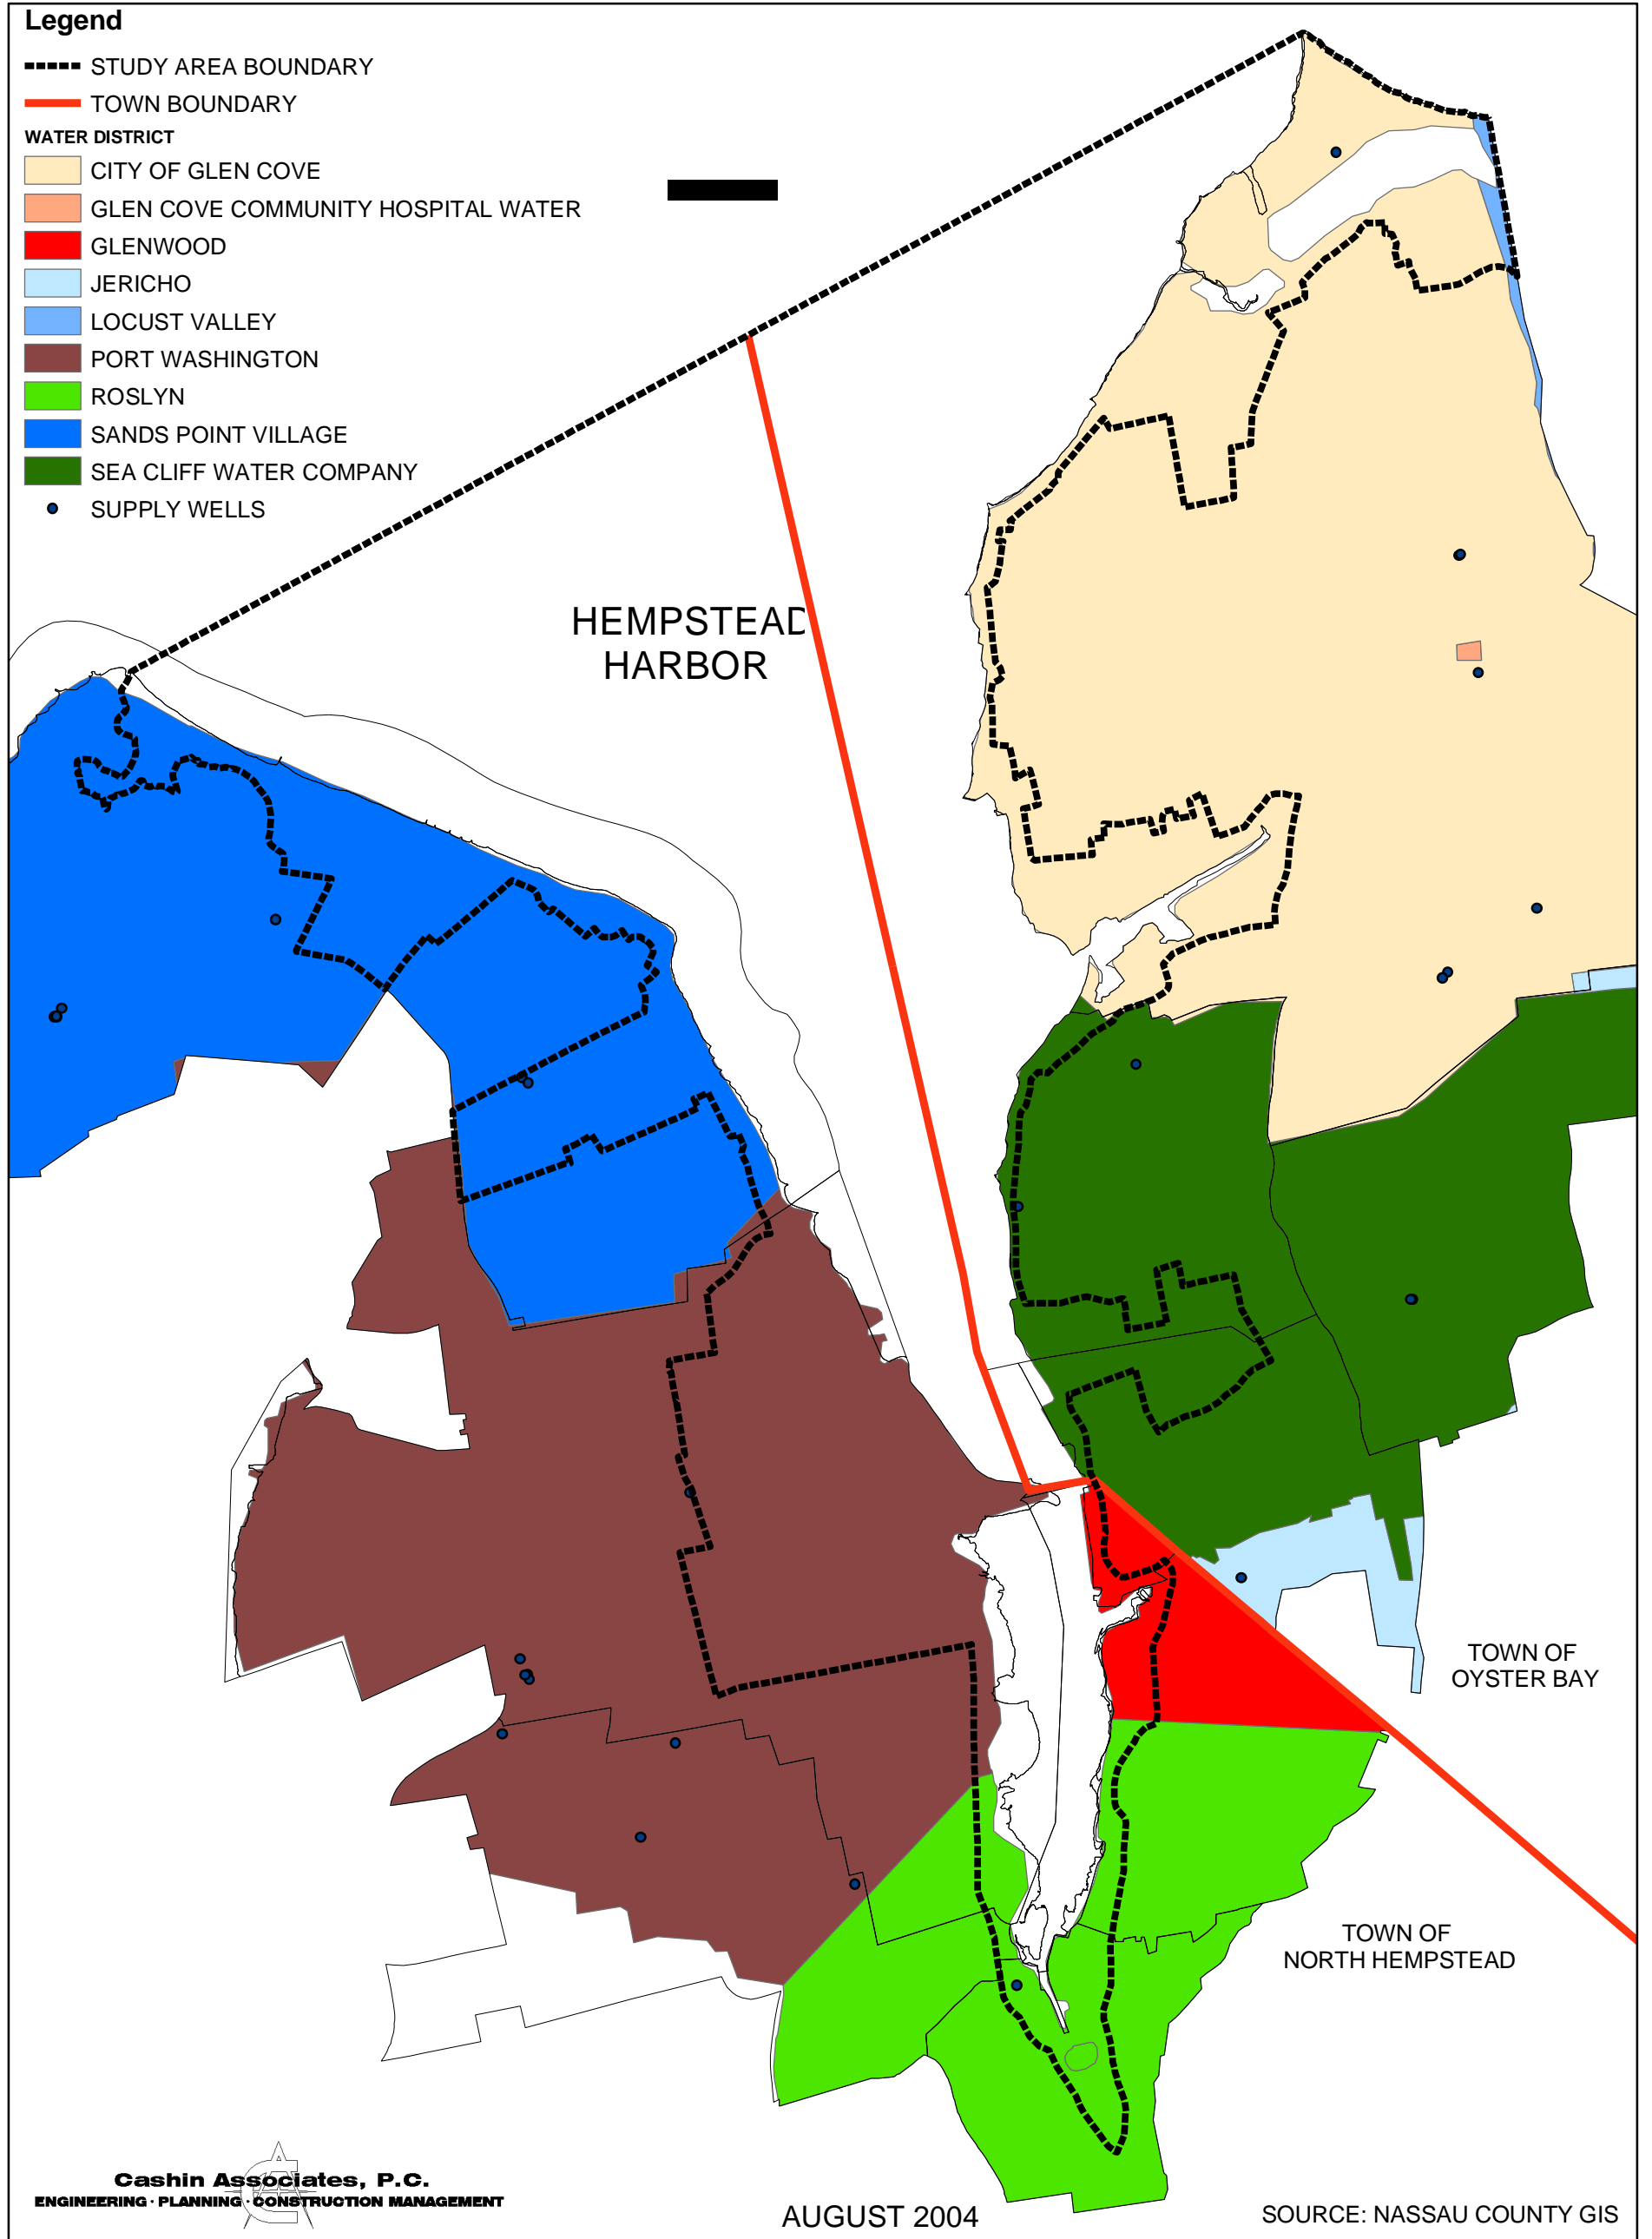 Legend
STUDY AREA BOUNDARY
TOWN BOUNDARY
WATER DISTRICT
CITY OF GLEN COVE
GLEN COVE COMMUNITY HOSPITAL WATER
GLENWOOD
JERICHO
LOCUST VALLEY
PORT WASHINGTON
ROSLYN
SANDS POINT VILLAGE
SEA CLIFF WATER COMPANY
SUPPLY WELLS
HEMPSTEAD
HARBOR
TOWN OF
OYSTER BAY
TOWN OF
NORTH HEMPSTEAD
Cashin Associates, P.C.
ENGINEERING · PLANNING · CONSTRUCTION MANAGEMENT
AUGUST 2004
SOURCE: NASSAU COUNTY GIS